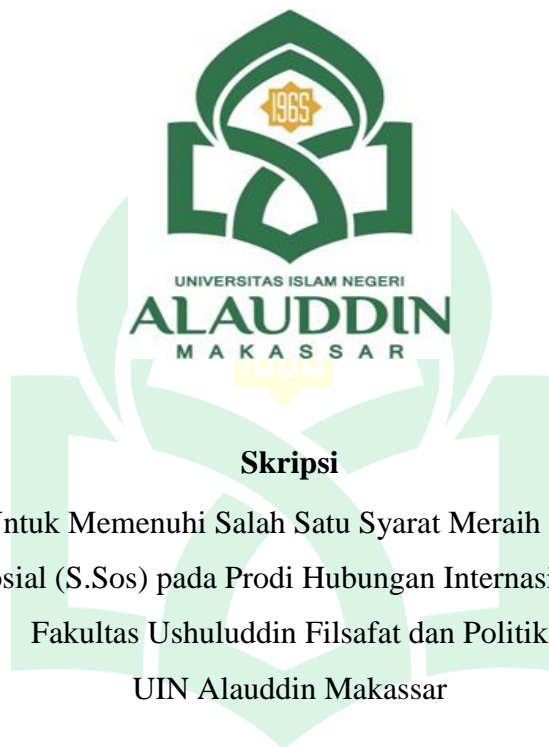 1965
UNIVERSITAS ISLAM NEGERI
ALAUDDIN
MAKASSAR
Skripsi
Untuk Memenuhi Salah Satu Syarat Meraih
(S.Sos) pada Prodi Hubungan
Fakultas Ushuluddin Filsafat dan Politik
UIN Alauddin Makassar